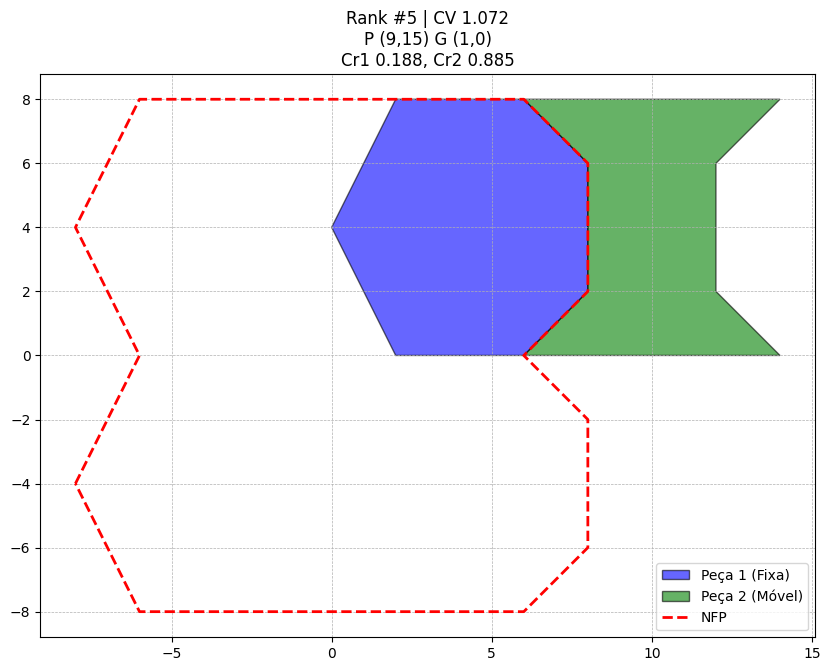 Rank #5 | CV 1.072
P (9,15) G (1,0)
Cr1 0.188, Cr2 0.885
8
6
4
2
0
−2
−4
−6
−8
−5
0
5
10
15
Peça 1 (Fixa)
Peça 2 (Móvel)
NFP